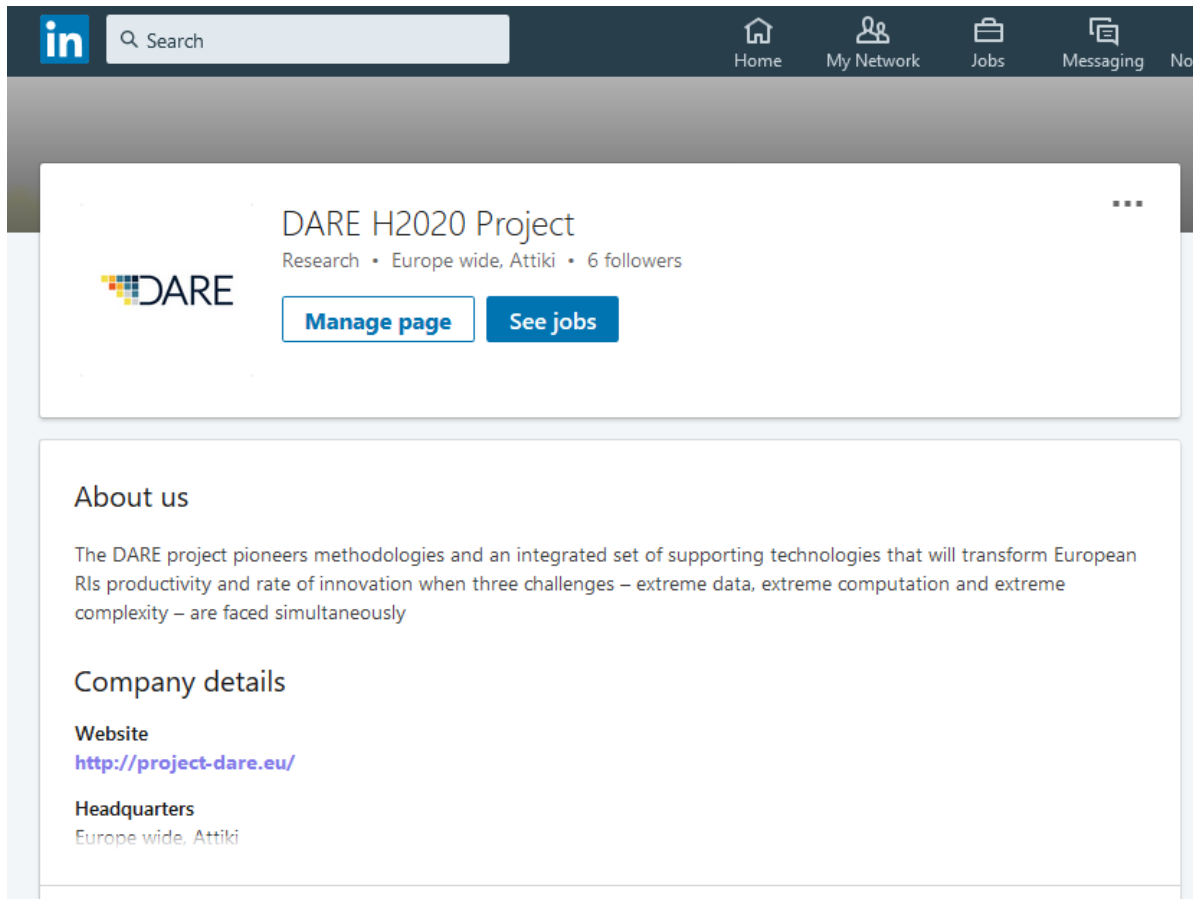 in
Search
Home
My Network
Jobs
Messaging
No
DARE
DARE H2020 Project
Research • Europe wide, Attiki • 6 followers
Manage page
See jobs
About us
The DARE project pioneers methodologies and an integrated set of supporting technologies that will transform European
RIs productivity and rate of innovation when three challenges – extreme data, extreme computation and extreme
complexity – are faced simultaneously
Company details
Website
http://project-dare.eu/
Headquarters
Europe wide, Attiki